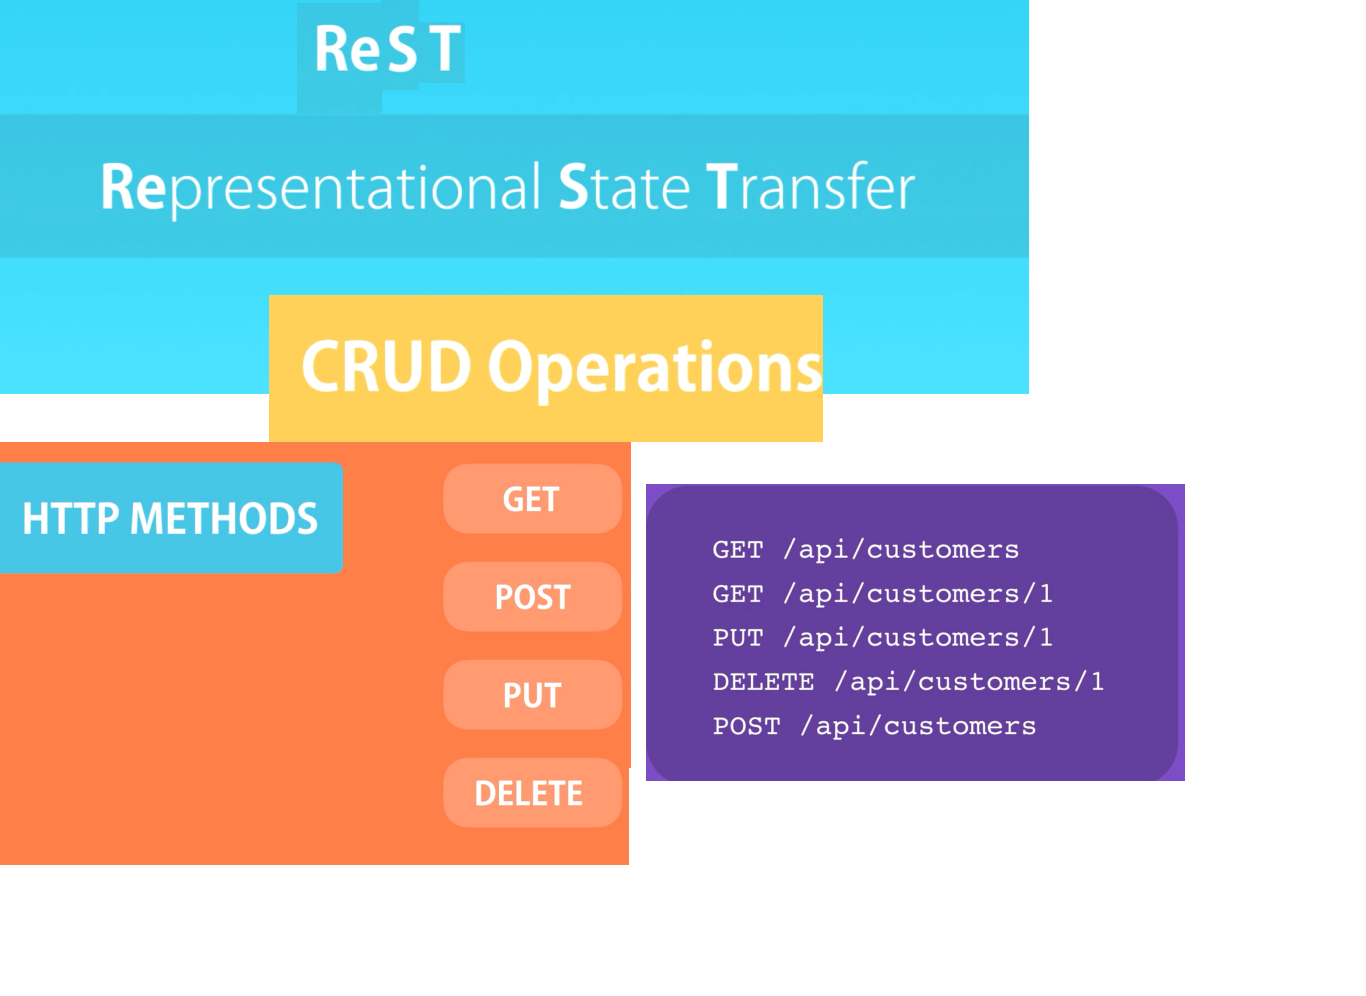 ReST
Representational State Transfer
CRUD Operations
HTTP METHODS
GET
POST
PUT
DELETE
GET /api/customers
GET /api/customers/1
PUT /api/customers/1
DELETE /api/customers/1
POST /api/customers